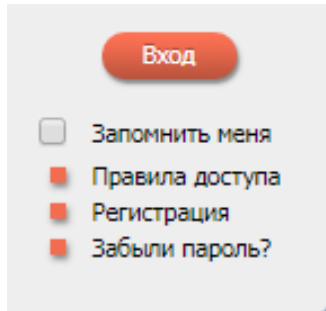 Вход
Запомнить меня
Правила доступа
Регистрация
Забыли пароль?